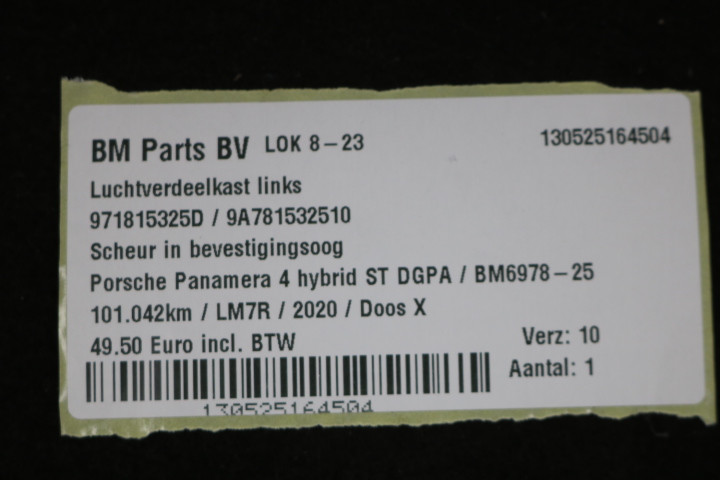 BM Parts BV LOK 8-23 130525164504
Luchtverdeelkast links
971815325D / 9A781532510
Scheur in bevestigingsoog
Porsche Panamera 4 hybrid ST DGPA / BM6978-25
101.042km / LM7R / 2020 / Doos X
49.50 Euro incl. BTW Verz: 10
Aantal: 1
130525164504